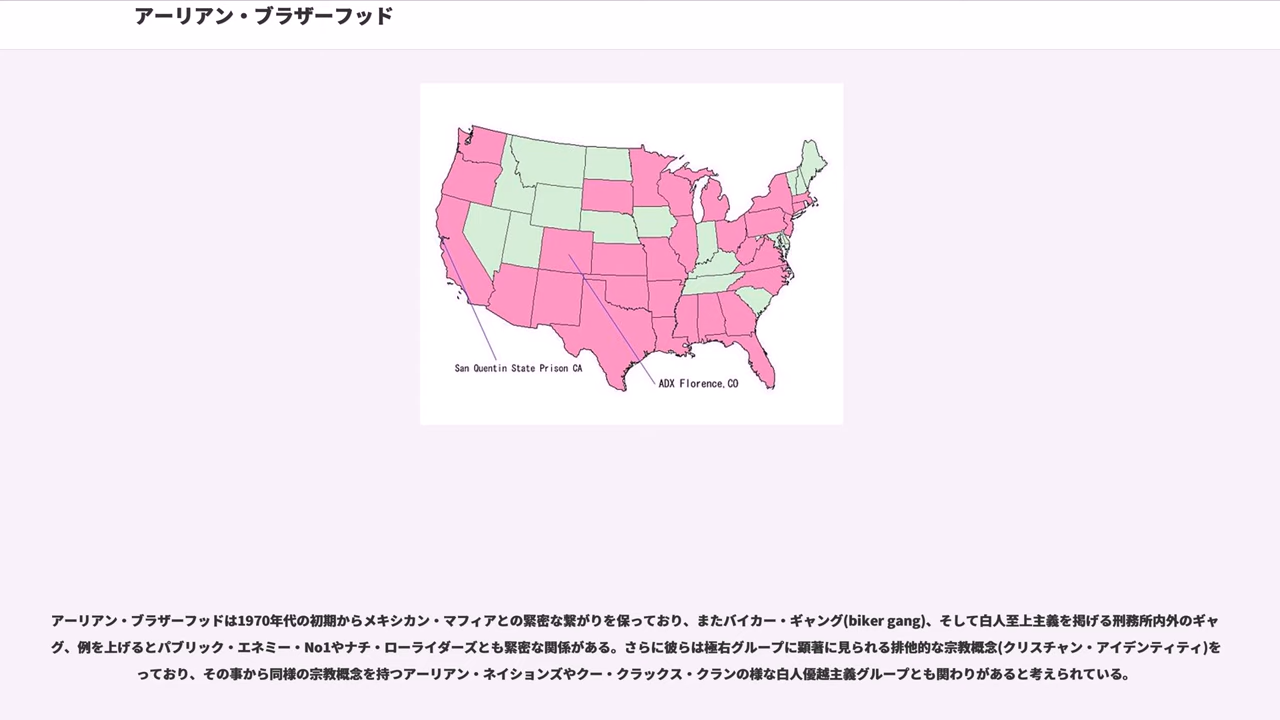 アーリアン・ブラザーフッド
San Quentin State Prison CA
ADX Florence,CO
アーリアン・ブラザーフッドは1970年代の初期からメキシカン・マフィアとの緊密な繋がりを保っており、またバイカー・ギャング(biker gang)、そして白人至上主義を掲げる刑務所内外のギャ
グ、例を上げるとパブリック・エネミー・No1やナチ・ローライダーズとも緊密な関係がある。さらに彼らは極右グループに顕著に見られる排他的な宗教概念(クリスチャン・アイデンティティ)を
っており、その事から同様の宗教概念を持つアーリアン・ネイションズやクー・クラックス・クランの様な白人優越主義グループとも関わりがあると考えられている。